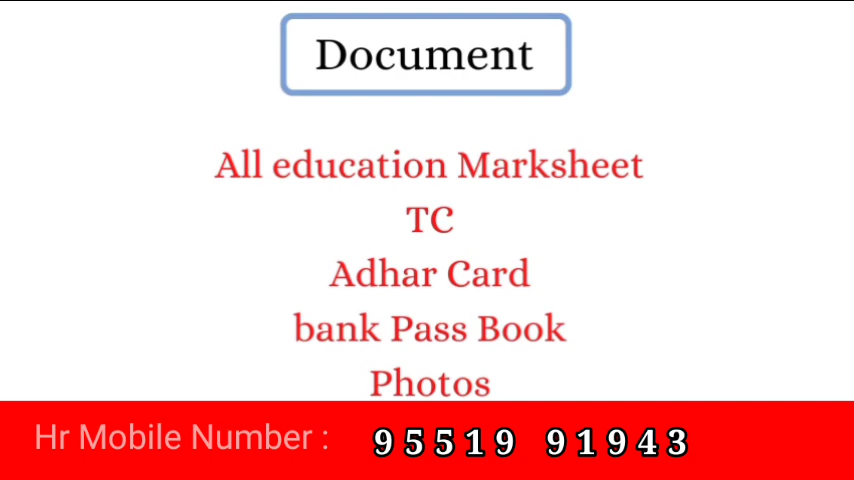 Document
All education Marksheet
TC
Adhar Card
bank Pass Book
Photos
Hr Mobile Number : 95519 91943